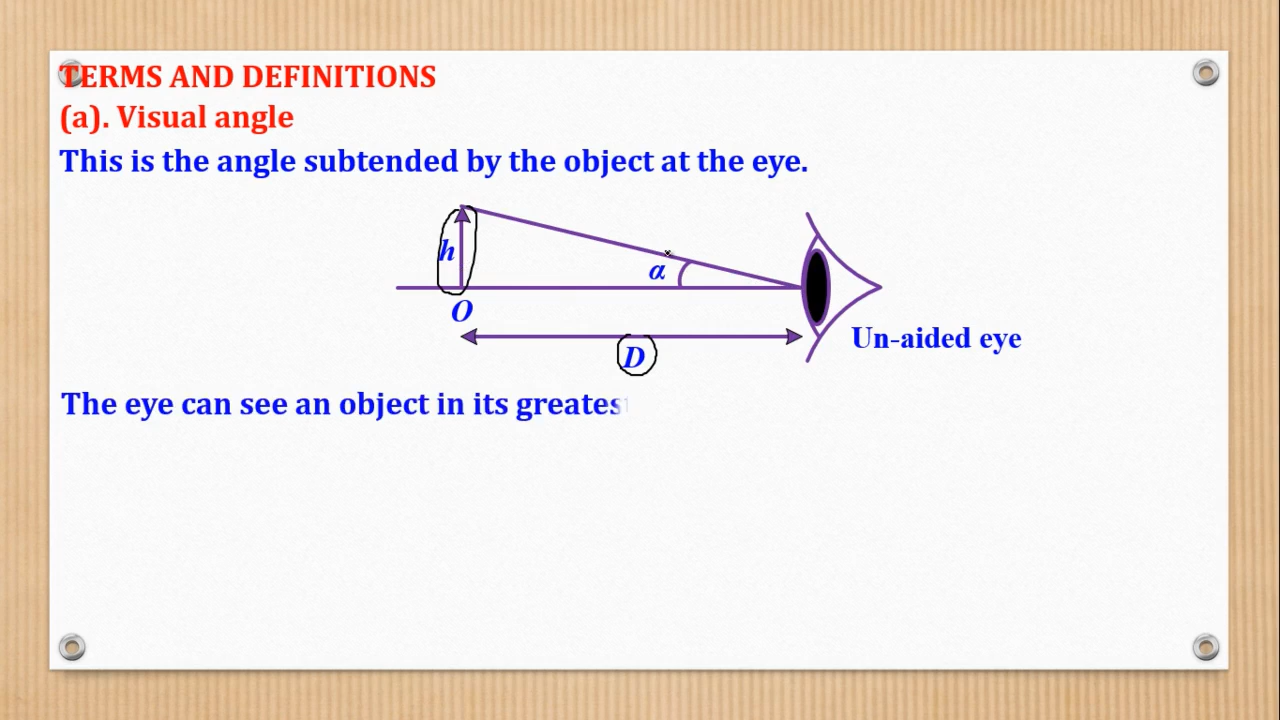 TERMS AND DEFINITIONS
(a). Visual angle
This is the angle subtended by the object at the eye.
h
α
O
D
Un-aided eye
The eye can see an object in its greatest